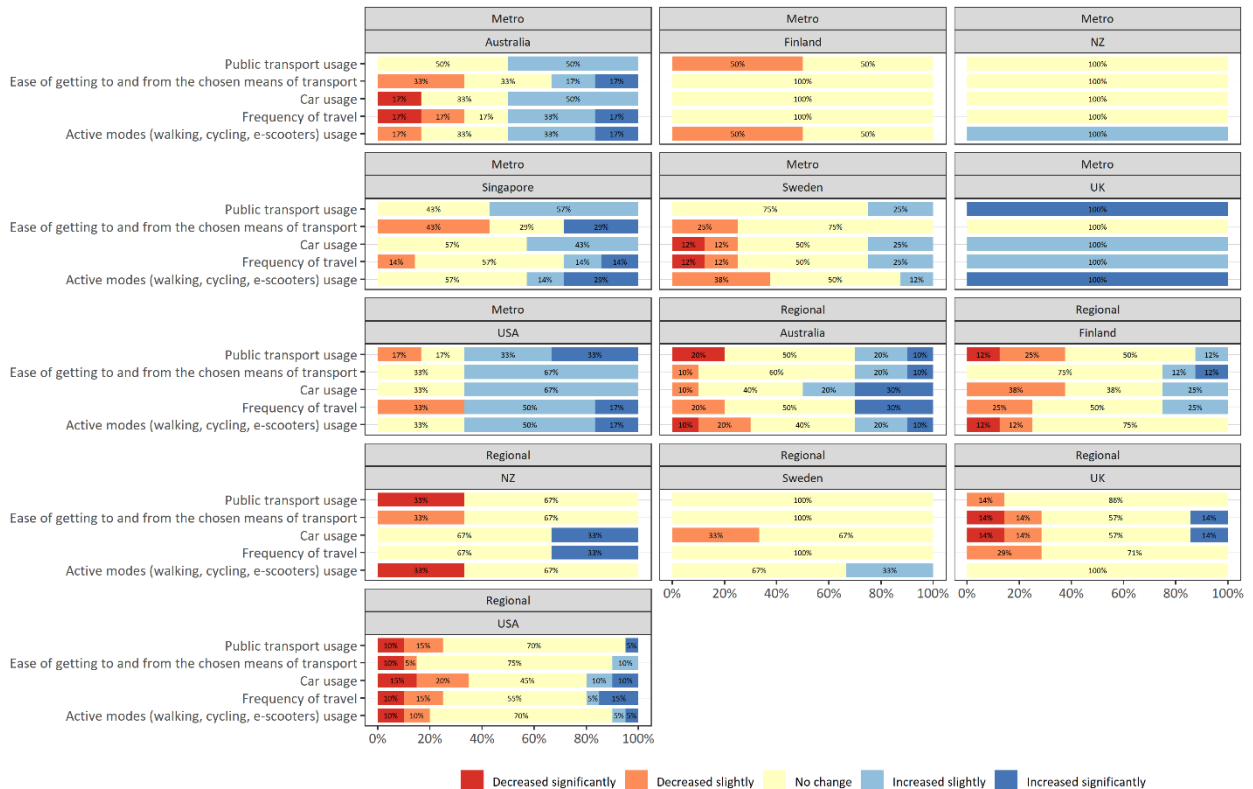 Metro Metro Metro
Australia Finland NZ
Public transport usage 50% 50% 50% 50% 100%
Ease of getting to and from the chosen means of transport 33% 33% 17% 17% 100% 100%
Car usage 17% 33% 50% 100% 100%
Frequency of travel 17% 17% 17% 33% 17% 100% 100%
Active modes (walking, cycling, e-scooters) usage 17% 33% 33% 17% 50% 50% 100%
Metro Metro Metro
Singapore Sweden UK
Public transport usage 43% 57% 75% 25% 100%
Ease of getting to and from the chosen means of transport 43% 29% 29% 25% 75% 100%
Car usage 57% 43% 12% 12% 50% 25% 100%
Frequency of travel 14% 57% 14% 14% 12% 12% 50% 25% 100%
Active modes (walking, cycling, e-scooters) usage 57% 14% 29% 38% 50% 12% 100%
Metro Regional Regional
USA Australia Finland
Public transport usage 17% 17% 33% 33% 20% 50% 20% 10% 12% 25% 50% 12%
Ease of getting to and from the chosen means of transport 33% 67% 10% 60% 20% 10% 75% 12% 12%
Car usage 33% 67% 10% 40% 20% 30% 38% 38% 25%
Frequency of travel 33% 50% 17% 20% 50% 30% 25% 50% 25%
Active modes (walking, cycling, e-scooters) usage 33% 50% 17% 10% 20% 40% 20% 10% 12% 12% 75%
Regional Regional Regional
NZ Sweden UK
Public transport usage 33% 67% 100% 14% 86%
Ease of getting to and from the chosen means of transport 33% 67% 100% 14% 14% 57% 14%
Car usage 67% 33% 33% 67% 14% 14% 57% 14%
Frequency of travel 67% 33% 100% 29% 71%
Active modes (walking, cycling, e-scooters) usage 33% 67% 67% 33% 100%
0% 20% 40% 60% 80% 100% 0% 20% 40% 60% 80% 100%
Regional
USA
Public transport usage 10% 15% 70% 5%
Ease of getting to and from the chosen means of transport 10% 5% 75% 10%
Car usage 15% 20% 45% 10% 10%
Frequency of travel 10% 15% 55% 5% 15%
Active modes (walking, cycling, e-scooters) usage 10% 10% 70% 5% 5%
0% 20% 40% 60% 80% 100%
Decreased significantly Decreased slightly No change Increased slightly Increased significantly